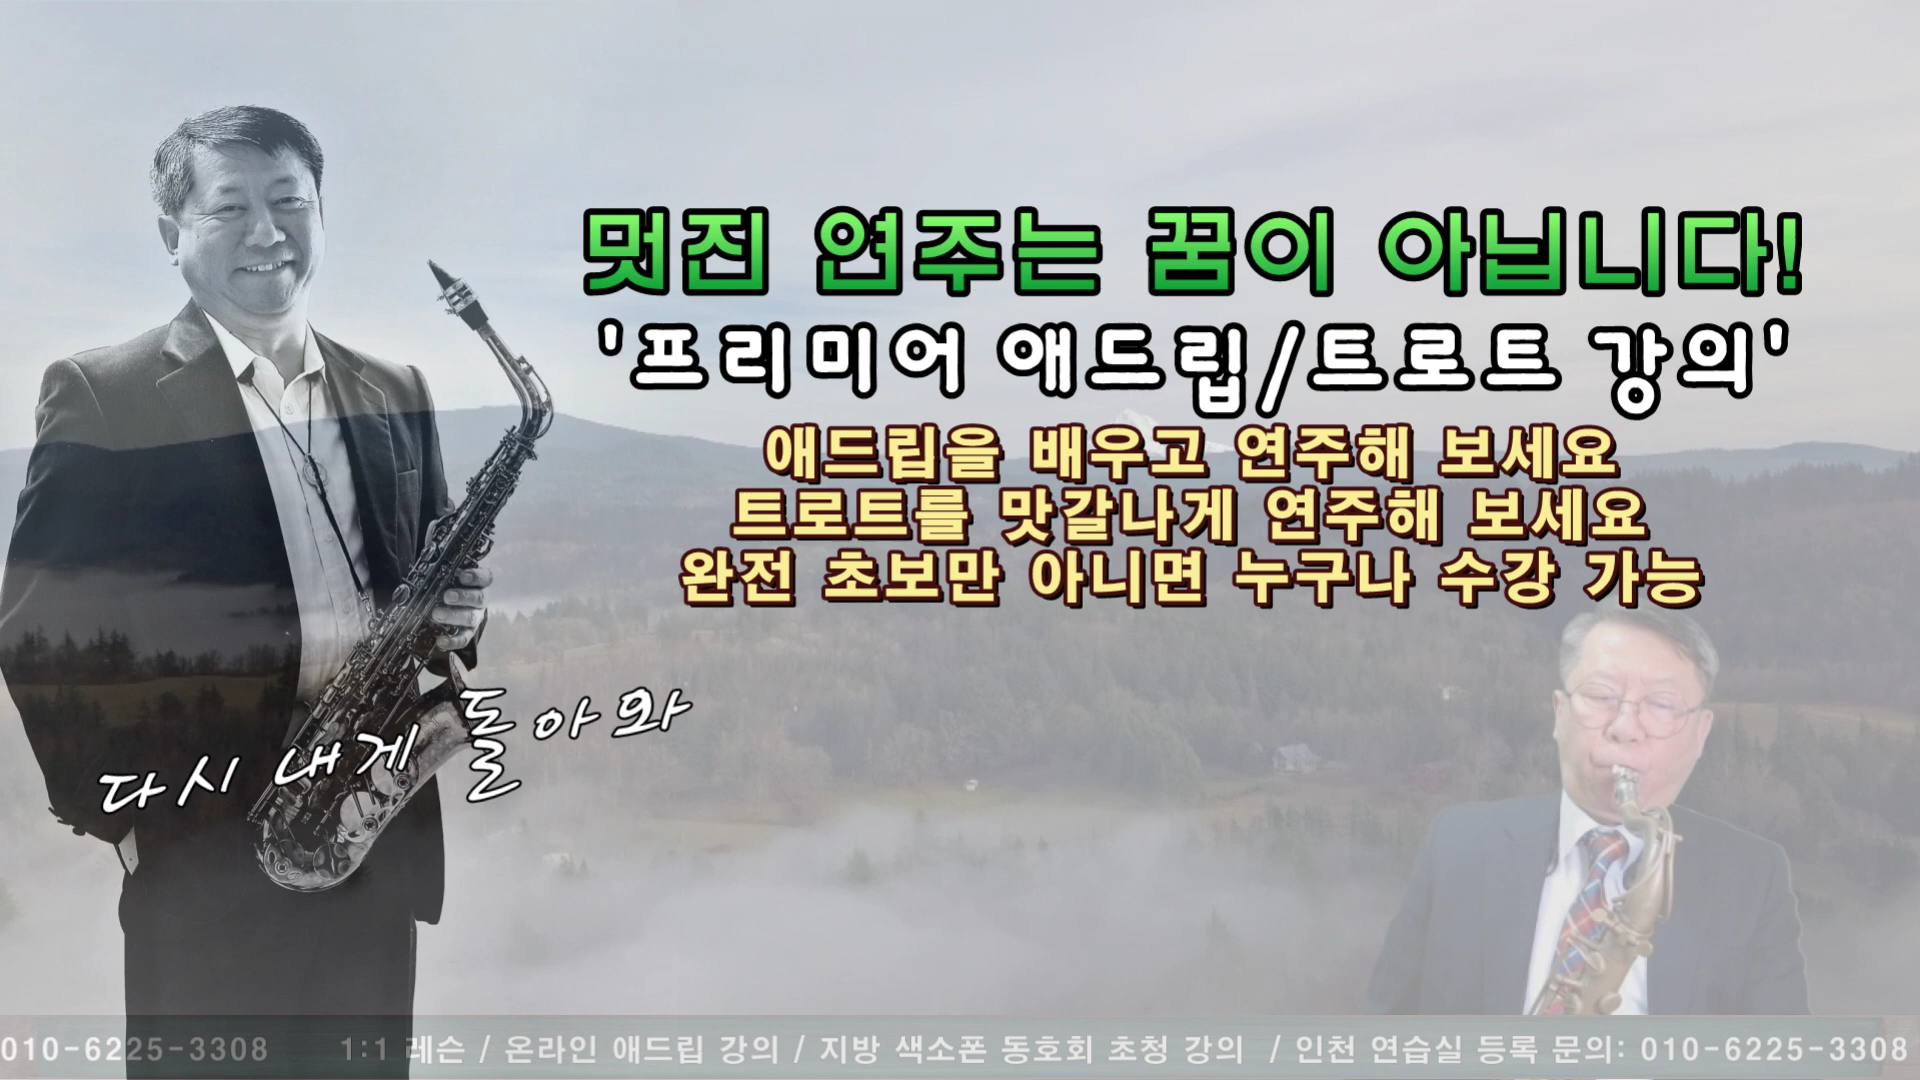 멋진 연주는 꿈이 아닙니다!
'프리미어 애드립/트로트 강의'
애드립을 배우고 연주해 보세요
트로트를 맛갈나게 연주해 보세요
완전 초보만 아니면 누구나 수강 가능
다시 내게 돌아와
010-6225-3308 1:1 레슨 / 온라인 애드립 강의 / 지방 색소폰 동호회 초청 강의 / 인천 연습실 등록 문의: 010-6225-3308